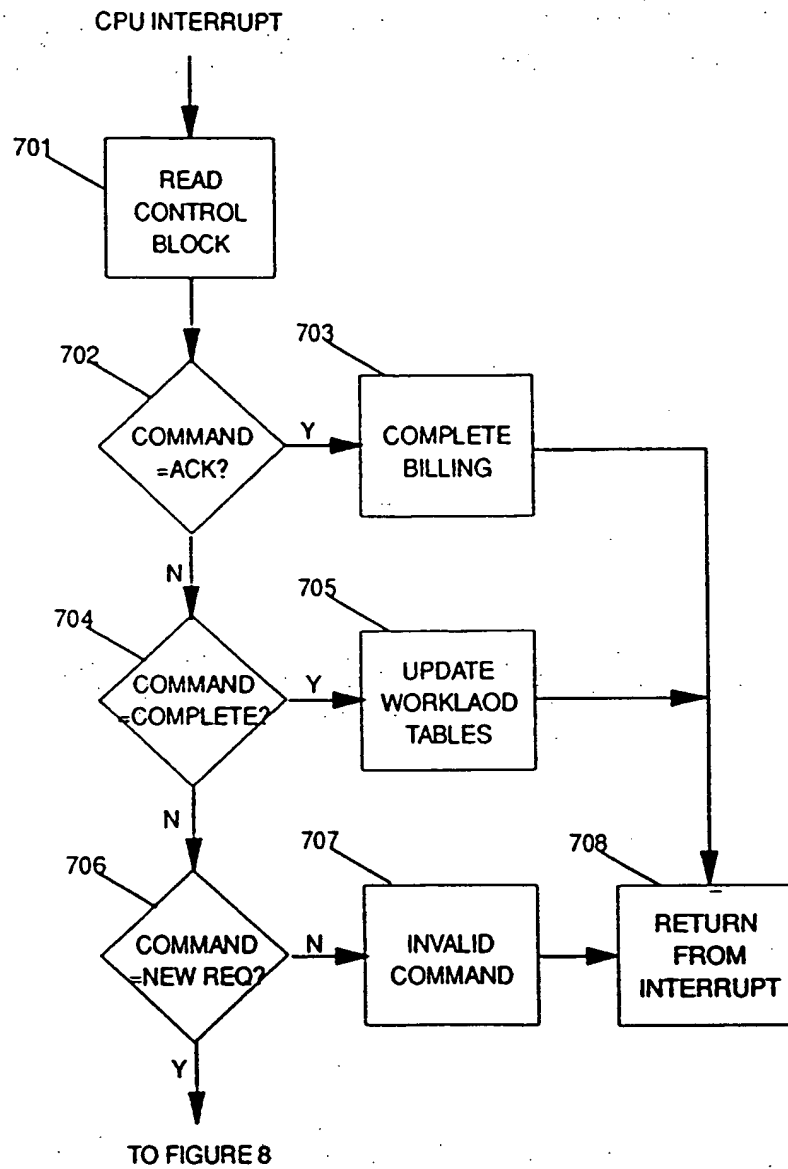 CPU INTERRUPT
701
READ
CONTROL
BLOCK
702
COMMAND
=ACK?
Y
703
COMPLETE
BILLING
N
704
COMMAND
=COMPLETE?
Y
705
UPDATE
WORKLAOD
TABLES
N
706
COMMAND
=NEW REQ?
N
707
INVALID
COMMAND
708
RETURN
FROM
INTERRUPT
Y
TO FIGURE 8